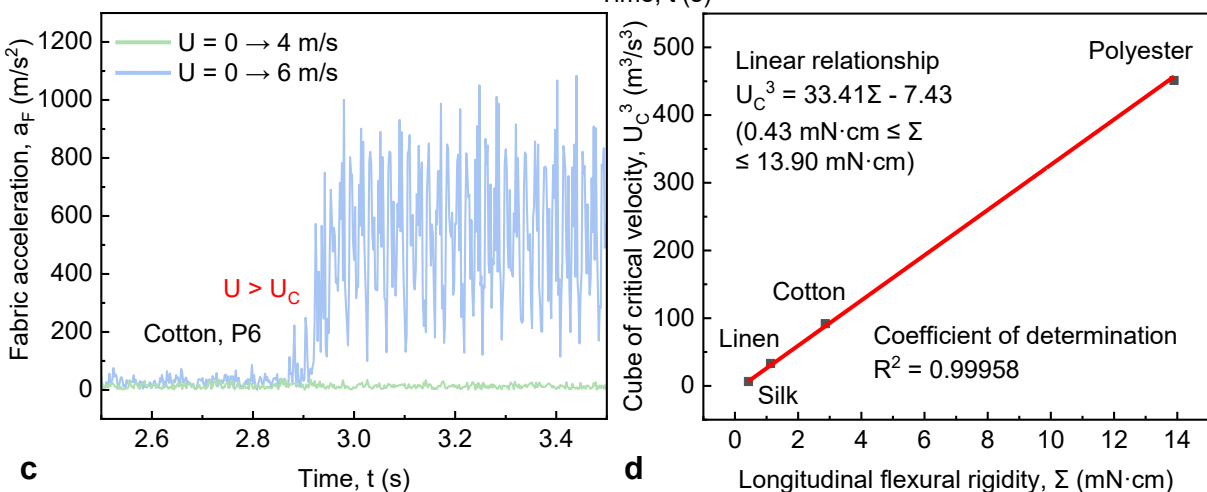 Time, t (s)
1200
1000
800
600
400
200
0
Fabric acceleration, a_F (m/s²)
U = 0 → 4 m/s
U = 0 → 6 m/s
U > U_C
Cotton, P6
2.6
2.8
3.0
3.2
3.4
Time, t (s)
c
500
400
300
200
100
0
Cube of critical velocity, U_C³ (m³/s³)
Linear relationship
U_C³ = 33.41Σ - 7.43
(0.43 mN·cm ≤ Σ
≤ 13.90 mN·cm)
Polyester
Cotton
Linen
Silk
Coefficient of determination
R² = 0.99958
0
2
4
6
8
10
12
14
Longitudinal flexural rigidity, Σ (mN·cm)
d